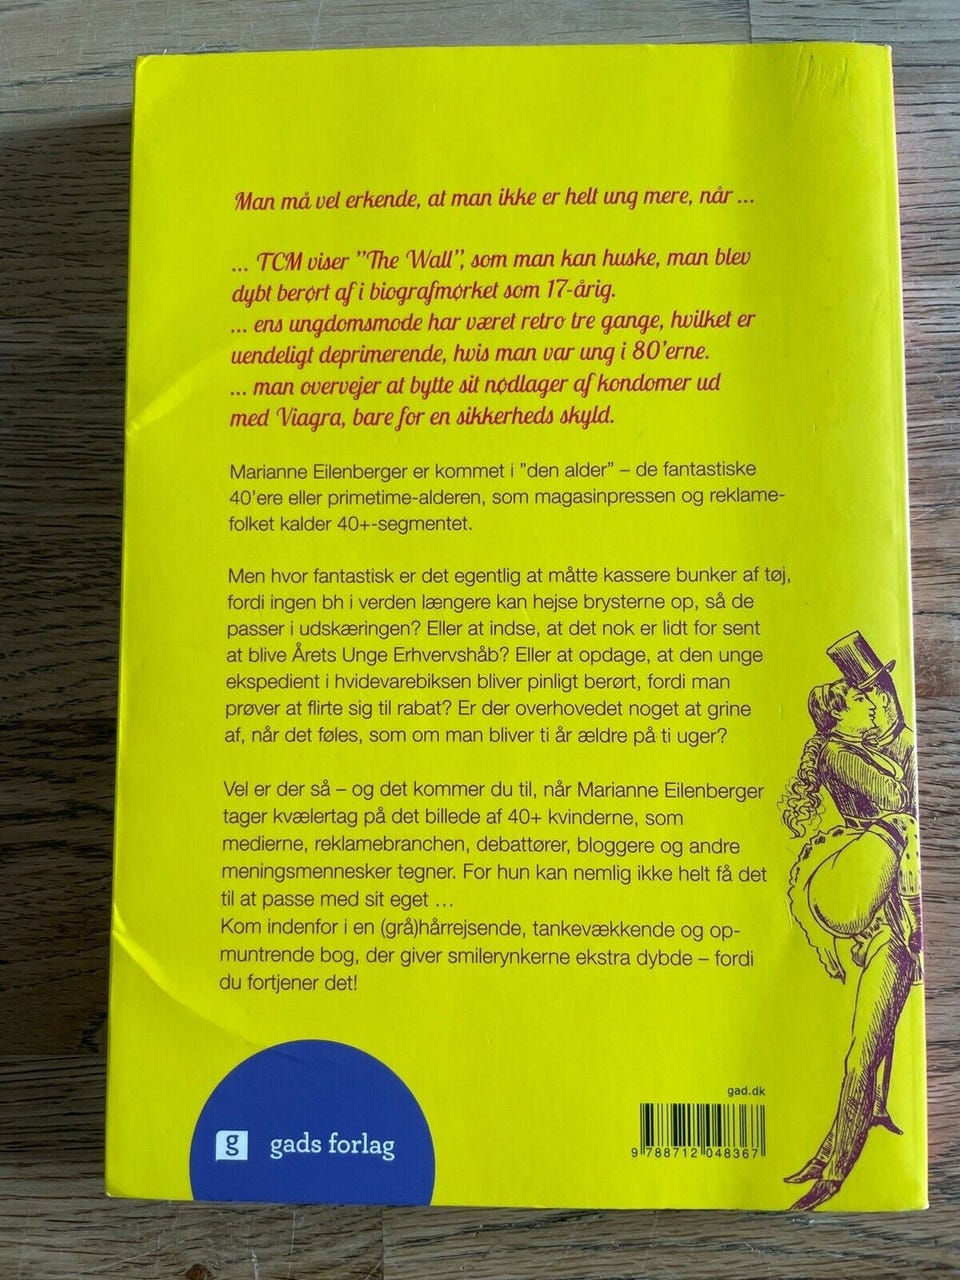 Man må vel erkende, at man ikke er helt ung mere, når ...
... TCM viser "The Wall", som man kan huske, man blev
dybt berørt af i biografmørket som 17-årig.
... ens ungdomsmode har været retro tre gange, hvilket er
uendeligt deprimerende, hvis man var ung i 80'erne.
... man overvejer at bytte sit nødlager af kondomer ud
med Viagra, bare for en sikkerheds skyld.
Marianne Eilenberger er kommet i "den alder" – de fantastiske
40'ere eller primetime-alderen, som magasinpressen og reklame-
folket kalder 40+-segmentet.
Men hvor fantastisk er det egentlig at måtte kassere bunker af tøj,
fordi ingen bh i verden længere kan hejse brysterne op, så de
passer i udskæringen? Eller at indse, at det nok er lidt for sent
at blive Årets Unge Erhvervshåb? Eller at opdage, at den unge
ekspedient i hvidevarebiksen bliver pinligt berørt, fordi man
prøver at flirte sig til rabat? Er der overhovedet noget at grine
af, når det føles, som om man bliver ti år ældre på ti uger?
Vel er der så – og det kommer du til, når Marianne Eilenberger
tager kvælertag på det billede af 40+ kvinderne, som
medierne, reklamebranchen, debattører, bloggere og andre
meningsmennesker tegner. For hun kan nemlig ikke helt få det
til at passe med sit eget ...
Kom indenfor i en (grå)hårrejsende, tankevækkende og op-
muntrende bog, der giver smilerynkerne ekstra dybde – fordi
du fortjener det!
gad.dk
g gads forlag
9 788712 048367